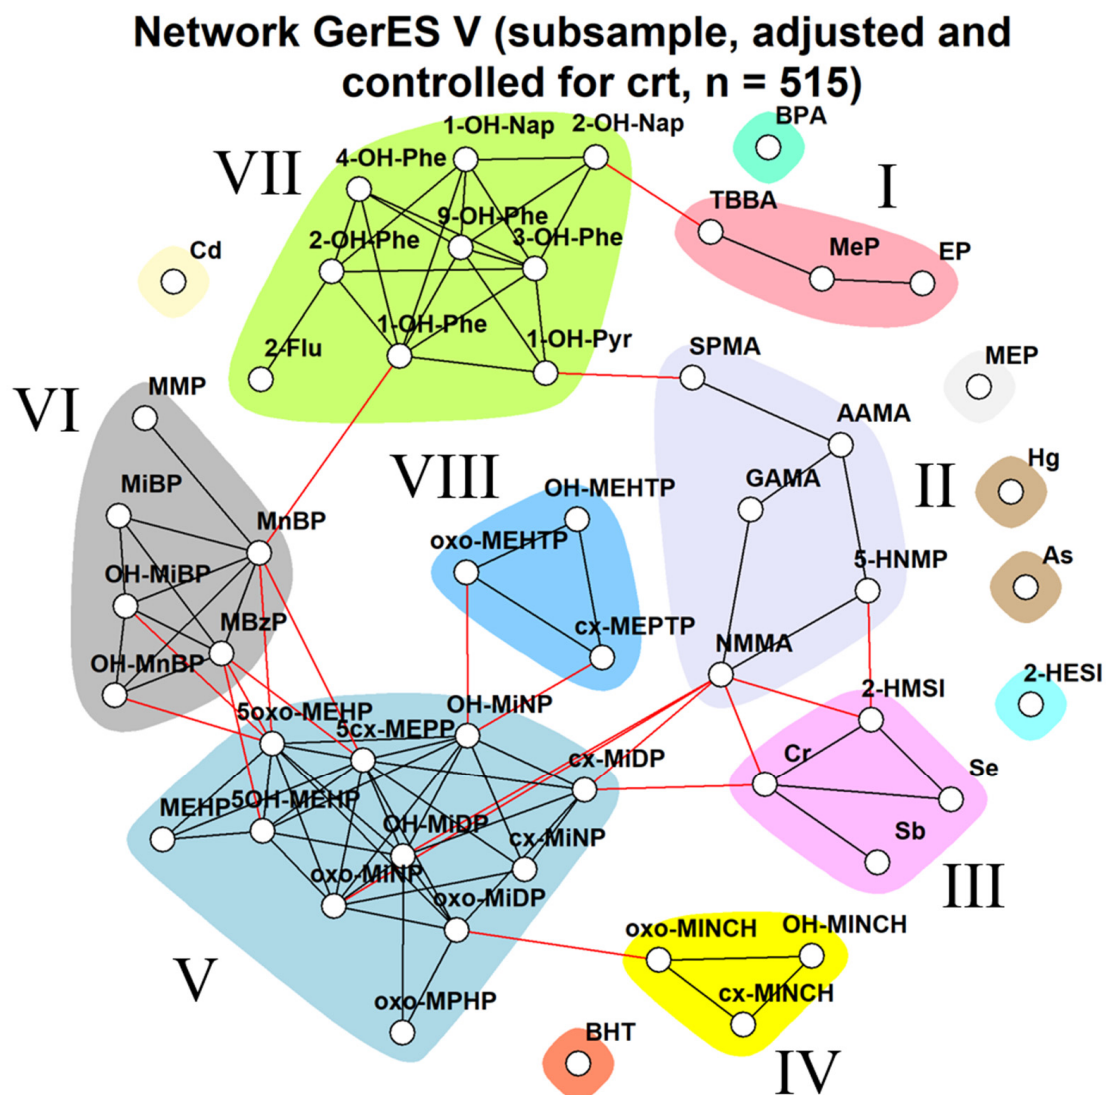 Network GerES V (subsample, adjusted and
controlled for crt, n = 515)
BPA
1-OH-Nap
2-OH-Nap
VII
4-OH-Phe
I
TBBA
9-OH-Phe
3-OH-Phe
2-OH-Phe
MeP
EP
Cd
1-OH-Phe
1-OH-Pyr
2-Flu
SPMA
MEP
VI
MMP
AAMA
VIII
II
Hg
MiBP
OH-MEHTP
GAMA
MnBP
oxo-MEHTP
As
5-HNMP
OH-MiBP
MBzP
cx-MEPTP
NMMA
OH-MnBP
2-HMSI
2-HESI
OH-MiNP
5oxo-MEHP
5cx-MEPP
cx-MiDP
Cr
Se
MEHP
5OH-MEHP
OH-MiDP
cx-MiNP
Sb
oxo-MiNP
III
oxo-MiDP
oxo-MINCH
OH-MINCH
V
cx-MINCH
oxo-MPHP
BHT
IV